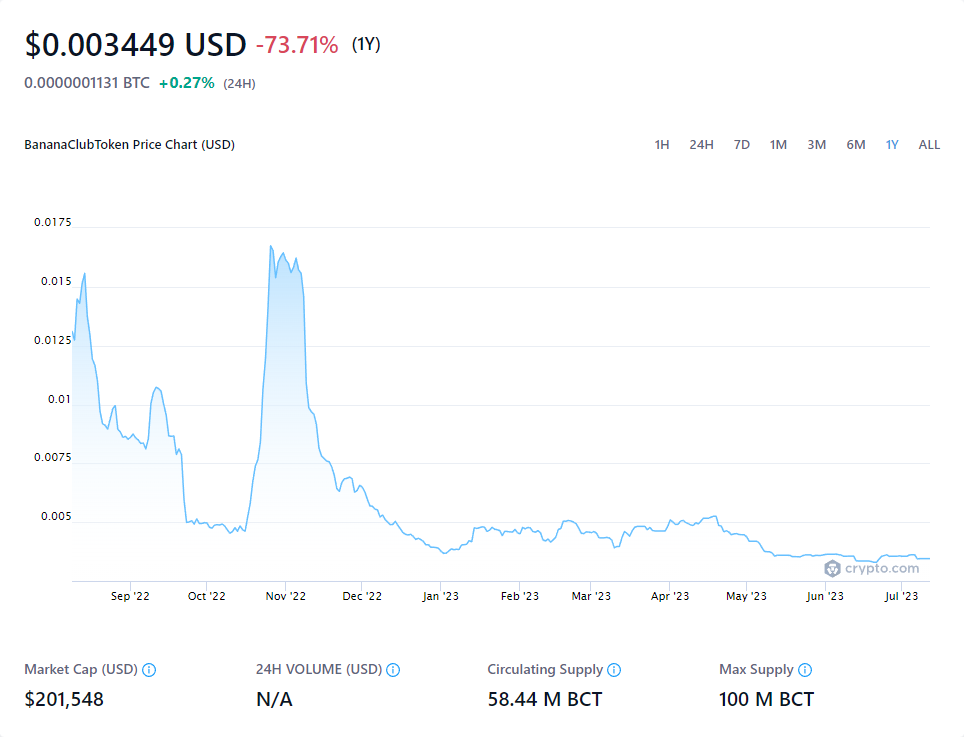 $0.003449 USD -73.71% (1Y)
0.0000001131 BTC +0.27% (24H)
BananaClubToken Price Chart (USD) 1H 24H 7D 1M 3M 6M 1Y ALL
0.0175
0.015
0.0125
0.01
0.0075
0.005
crypto.com
Sep '22 Oct '22 Nov '22 Dec '22 Jan '23 Feb '23 Mar '23 Apr '23 May '23 Jun '23 Jul '23
Market Cap (USD) 24H VOLUME (USD) Circulating Supply Max Supply
$201,548 N/A 58.44 M BCT 100 M BCT